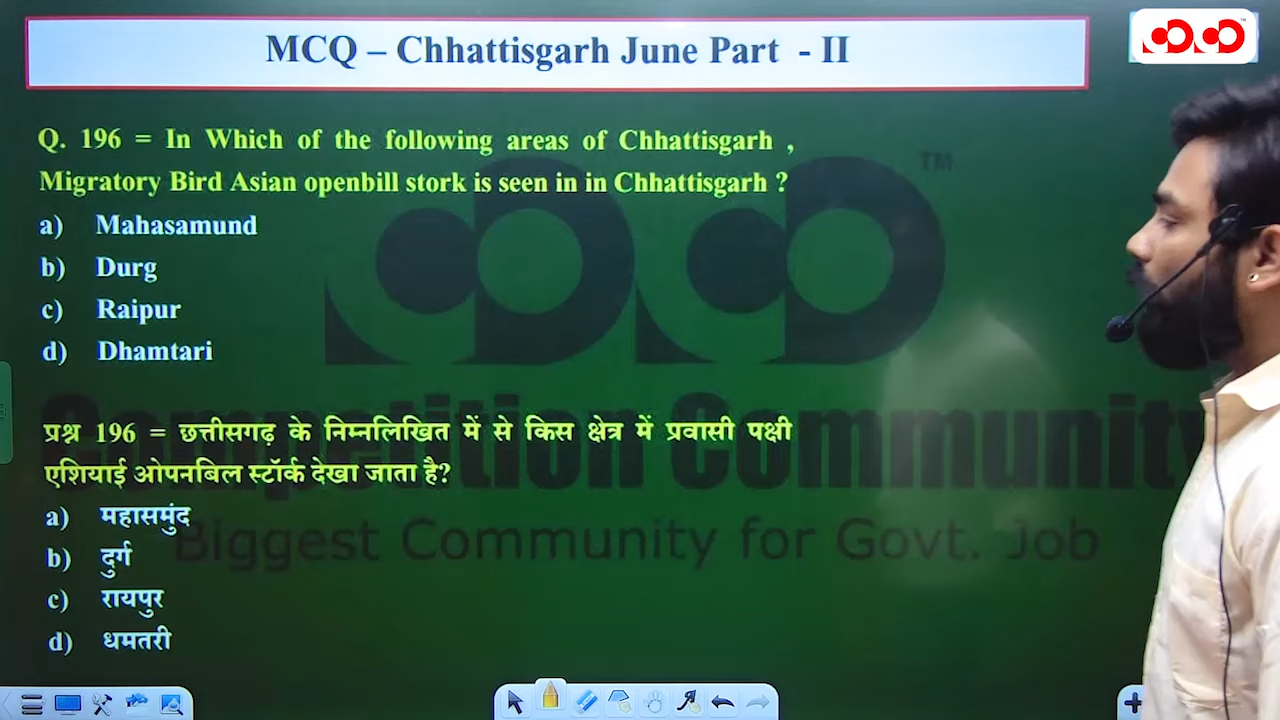 MCQ – Chhattisgarh June Part - II
Q. 196 = In Which of the following areas of Chhattisgarh ,
Migratory Bird Asian openbill stork is seen in in Chhattisgarh ?
a) Mahasamund
b) Durg
c) Raipur
d) Dhamtari
प्रश्न 196 = छत्तीसगढ़ के निम्नलिखित में से किस क्षेत्र में प्रवासी पक्षी
एशियाई ओपनबिल स्टॉर्क देखा जाता है?
a) महासमुंद
b) दुर्ग
c) रायपुर
d) धमतरी
TM
Competition Community
Biggest Community for Govt. Job